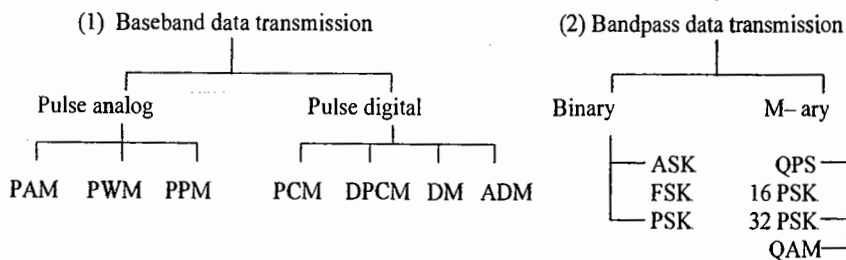 (1) Baseband data transmission
Pulse analog
Pulse digital
PAM PWM PPM
PCM DPCM DM ADM
(2) Bandpass data transmission
Binary
M–ary
ASK
FSK
PSK
QPS
16 PSK
32 PSK
QAM